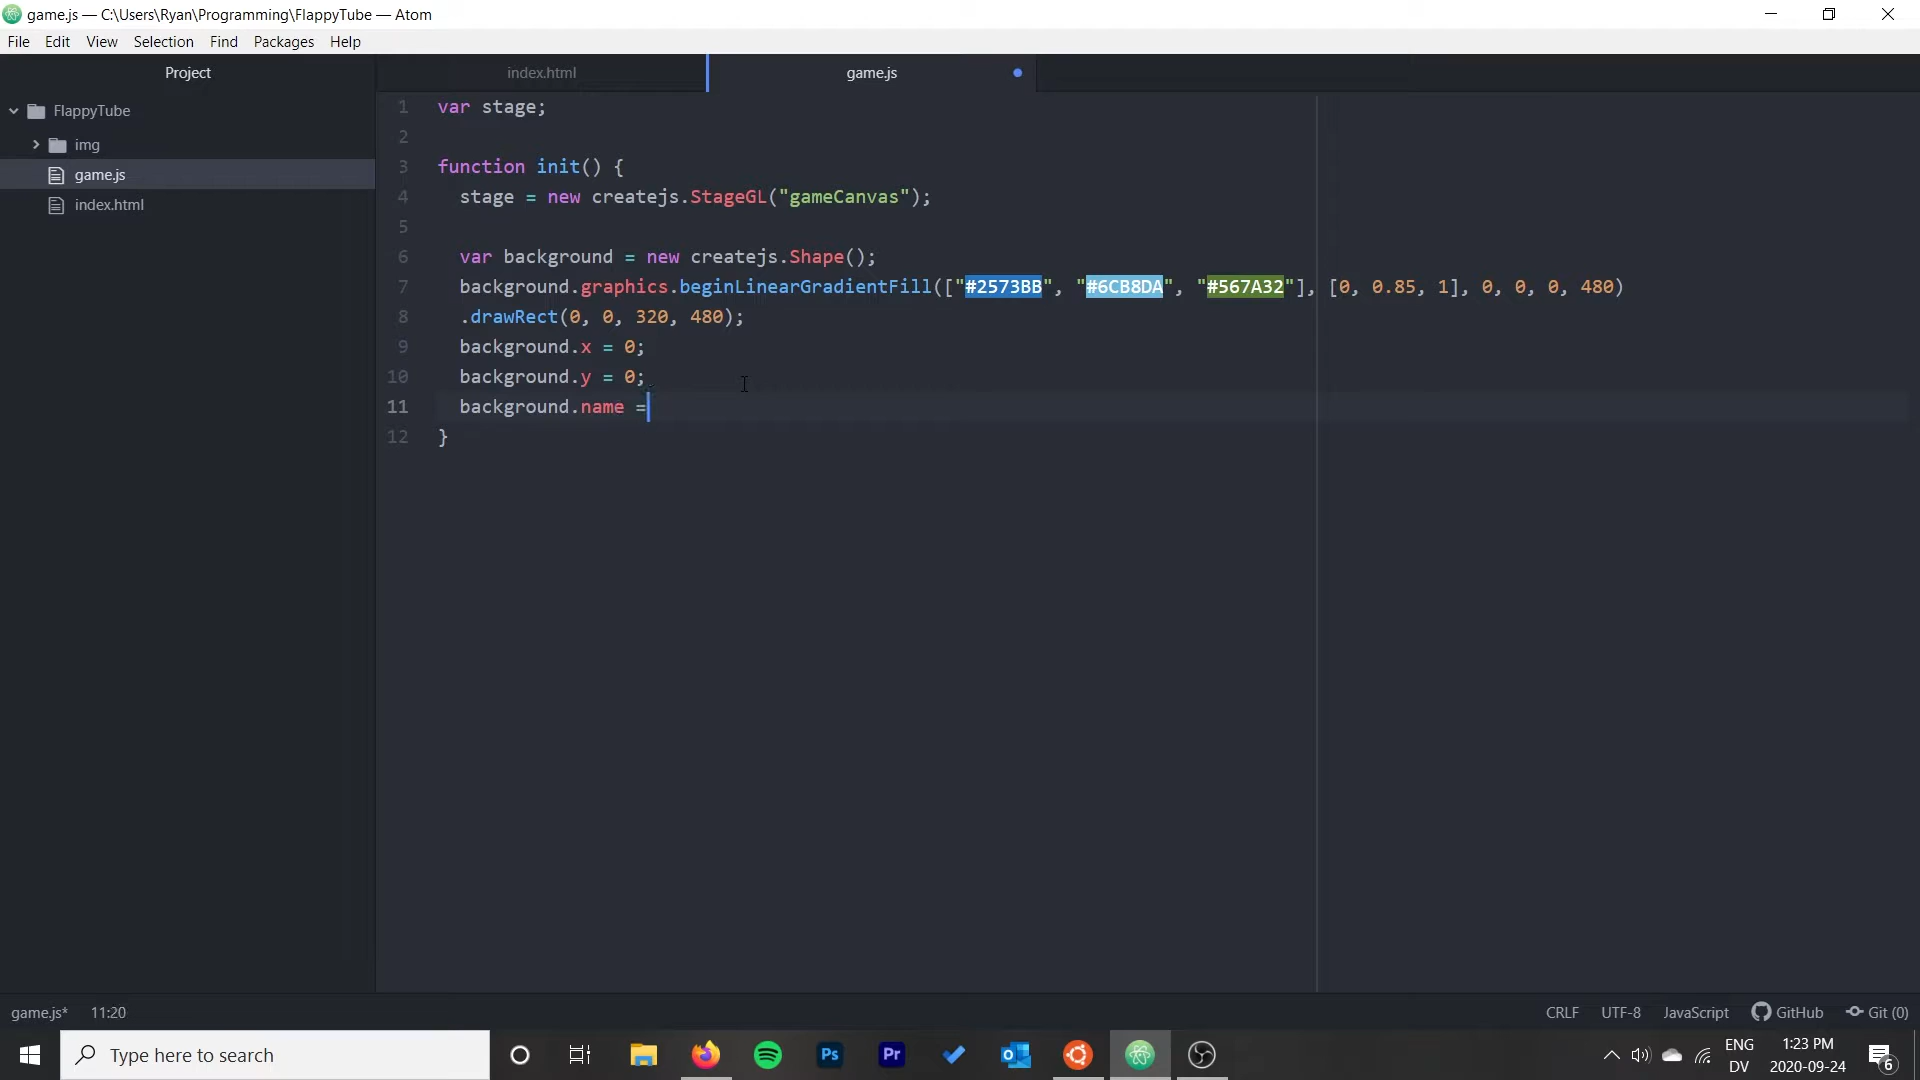 game.js — C:\Users\Ryan\Programming\FlappyTube — Atom
File Edit View Selection Find Packages Help
Project
FlappyTube
img
game.js
index.html
index.html
game.js
1 var stage;
2
3 function init() {
4 stage = new createjs.StageGL("gameCanvas");
5
6 var background = new createjs.Shape();
7 background.graphics.beginLinearGradientFill(["#2573BB", "#6CB8DA", "#567A32"], [0, 0.85, 1], 0, 0, 0, 480)
8 .drawRect(0, 0, 320, 480);
9 background.x = 0;
10 background.y = 0;
11 background.name =
12 }
game.js* 11:20
CRLF UTF-8 JavaScript GitHub Git (0)
Type here to search
Ps
Pr
ENG
DV
1:23 PM
2020-09-24
6